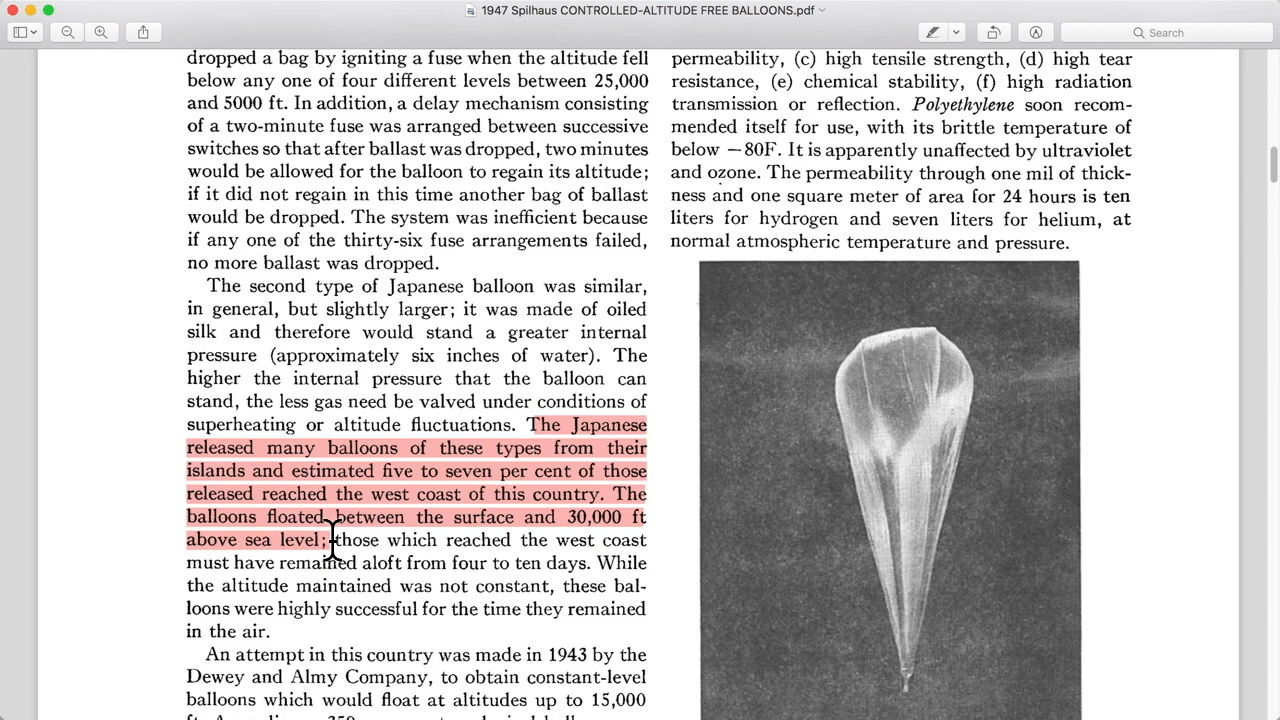 1947 Spilhaus CONTROLLED-ALTITUDE FREE BALLOONS.pdf
Search
dropped a bag by igniting a fuse when the altitude fell
below any one of four different levels between 25,000
and 5000 ft. In addition, a delay mechanism consisting
of a two-minute fuse was arranged between successive
switches so that after ballast was dropped, two minutes
would be allowed for the balloon to regain its altitude;
if it did not regain in this time another bag of ballast
would be dropped. The system was inefficient because
if any one of the thirty-six fuse arrangements failed,
no more ballast was dropped.
The second type of Japanese balloon was similar,
in general, but slightly larger; it was made of oiled
silk and therefore would stand a greater internal
pressure (approximately six inches of water). The
higher the internal pressure that the balloon can
stand, the less gas need be valved under conditions of
superheating or altitude fluctuations. The Japanese
released many balloons of these types from their
islands and estimated five to seven per cent of those
released reached the west coast of this country. The
balloons floated between the surface and 30,000 ft
above sea level; those which reached the west coast
must have remained aloft from four to ten days. While
the altitude maintained was not constant, these bal-
loons were highly successful for the time they remained
in the air.
An attempt in this country was made in 1943 by the
Dewey and Almy Company, to obtain constant-level
balloons which would float at altitudes up to 15,000
permeability, (c) high tensile strength, (d) high tear
resistance, (e) chemical stability, (f) high radiation
transmission or reflection. Polyethylene soon recom-
mended itself for use, with its brittle temperature of
below −80F. It is apparently unaffected by ultraviolet
and ozone. The permeability through one mil of thick-
ness and one square meter of area for 24 hours is ten
liters for hydrogen and seven liters for helium, at
normal atmospheric temperature and pressure.